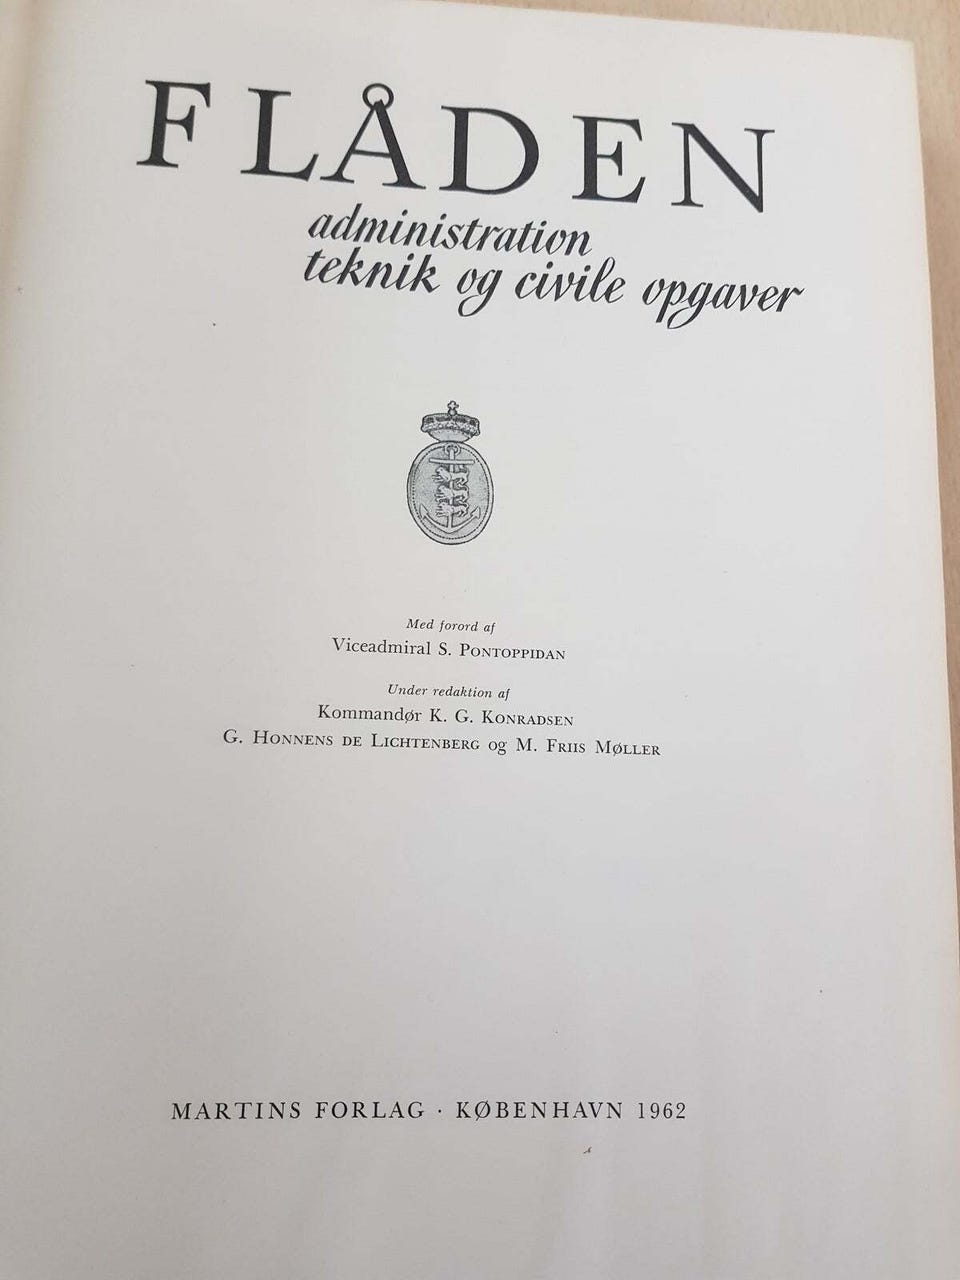 FLÅDEN
administration
teknik og civile opgaver
Med forord af
Viceadmiral S. PONTOPPIDAN
Under redaktion af
Kommandør K. G. KONRADSEN
G. HONNENS DE LICHTENBERG og M. FRIIS MØLLER
MARTINS FORLAG · KØBENHAVN 1962